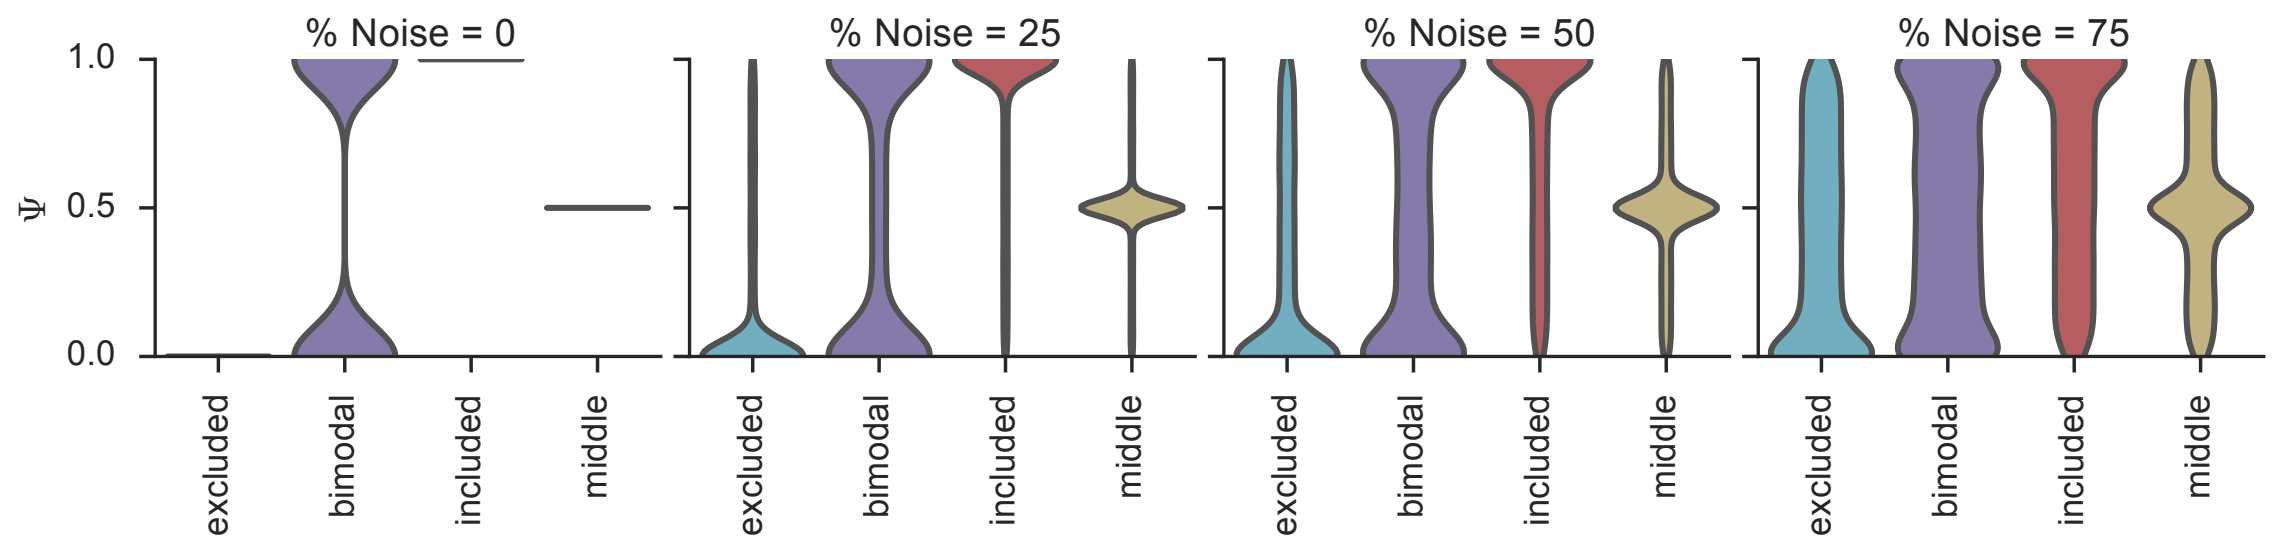 % Noise = 0
% Noise = 25
% Noise = 50
% Noise = 75
1.0
0.5
0.0
Ψ
excluded
bimodal
included
middle
excluded
bimodal
included
middle
excluded
bimodal
included
middle
excluded
bimodal
included
middle